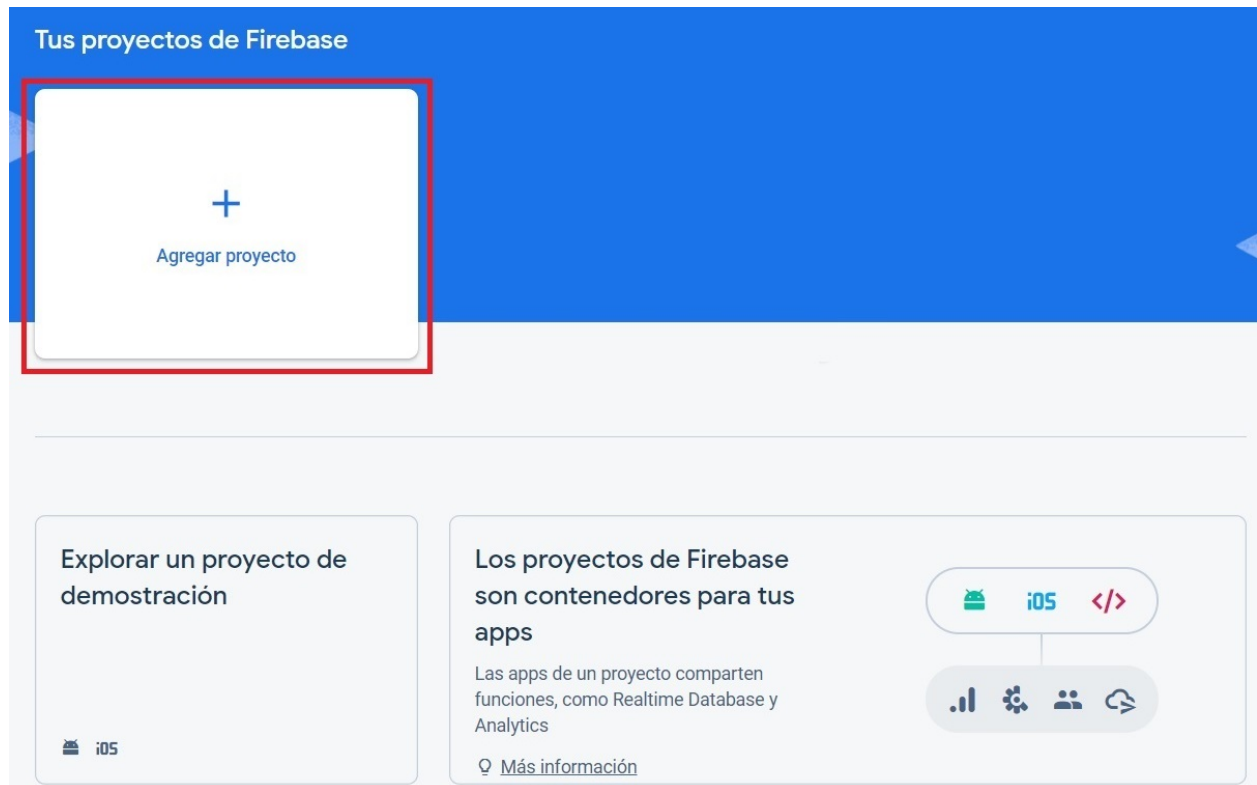 Tus proyectos de Firebase
+
Agregar proyecto
Explorar un proyecto de
demostración
iOS
Los proyectos de Firebase
son contenedores para tus
apps
Las apps de un proyecto comparten
funciones, como Realtime Database y
Analytics
Más información
iOS </>